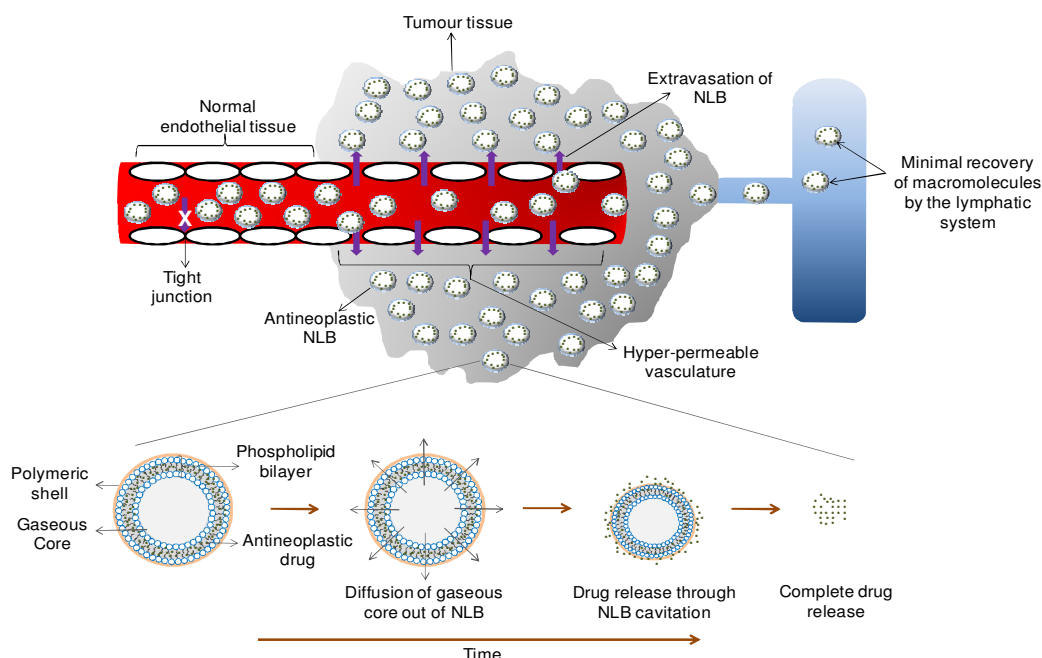 Tumour tissue
Extravasation of
NLB
Normal
endothelial tissue
Minimal recovery
of macromolecules
by the lymphatic
system
X
Tight
junction
Antineoplastic
NLB
Hyper-permeable
vasculature
Phospholipid
bilayer
Polymeric
shell
Gaseous
Core
Antineoplastic
drug
Diffusion of gaseous
core out of NLB
Drug release through
NLB cavitation
Complete drug
release
Time